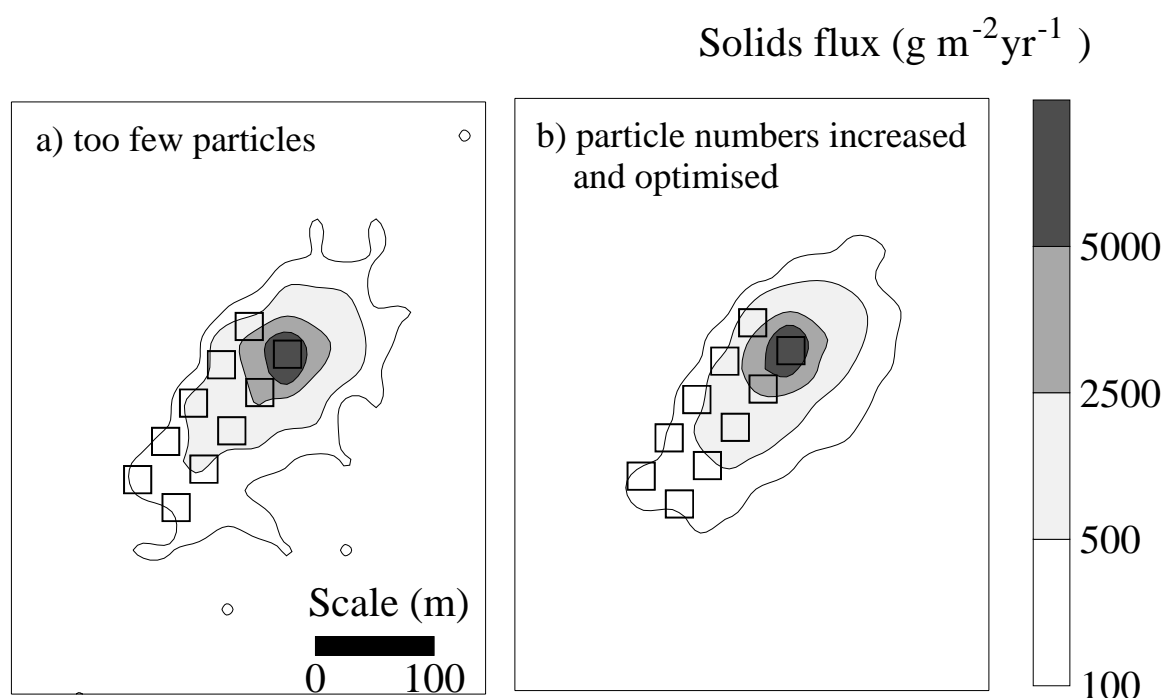 Solids flux (g m-2yr-1 )
a) too few particles
b) particle numbers increased
and optimised
5000
2500
500
100
Scale (m)
0 100